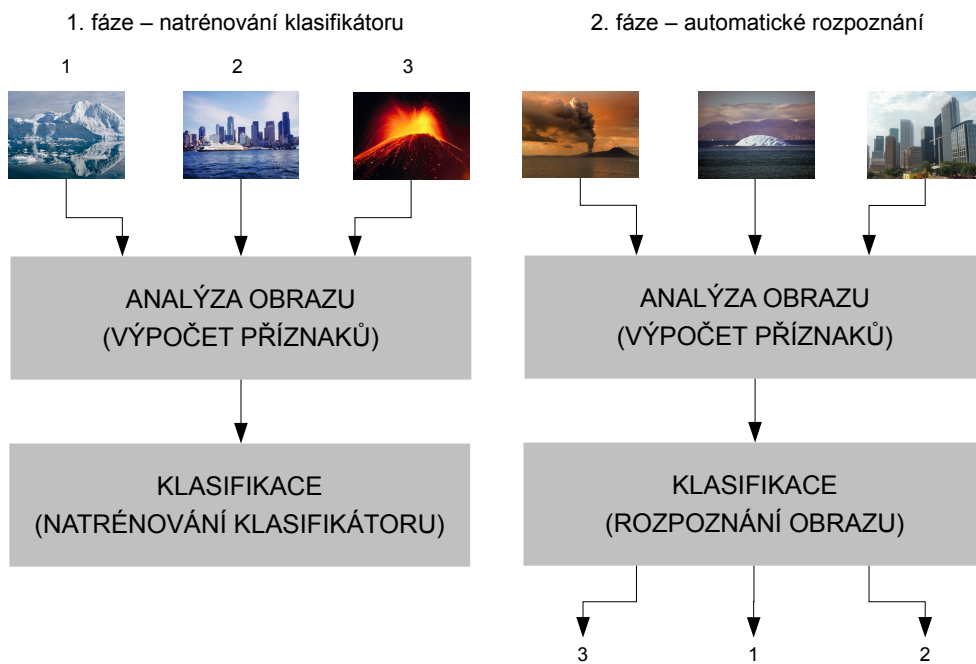 1. fáze – natrénování klasifikátoru
1 2 3
ANALÝZA OBRAZU
(VÝPOČET PŘÍZNAKŮ)
KLASIFIKACE
(NATRÉNOVÁNÍ KLASIFIKÁTORU)
2. fáze – automatické rozpoznání
ANALÝZA OBRAZU
(VÝPOČET PŘÍZNAKŮ)
KLASIFIKACE
(ROZPOZNÁNÍ OBRAZU)
3 1 2